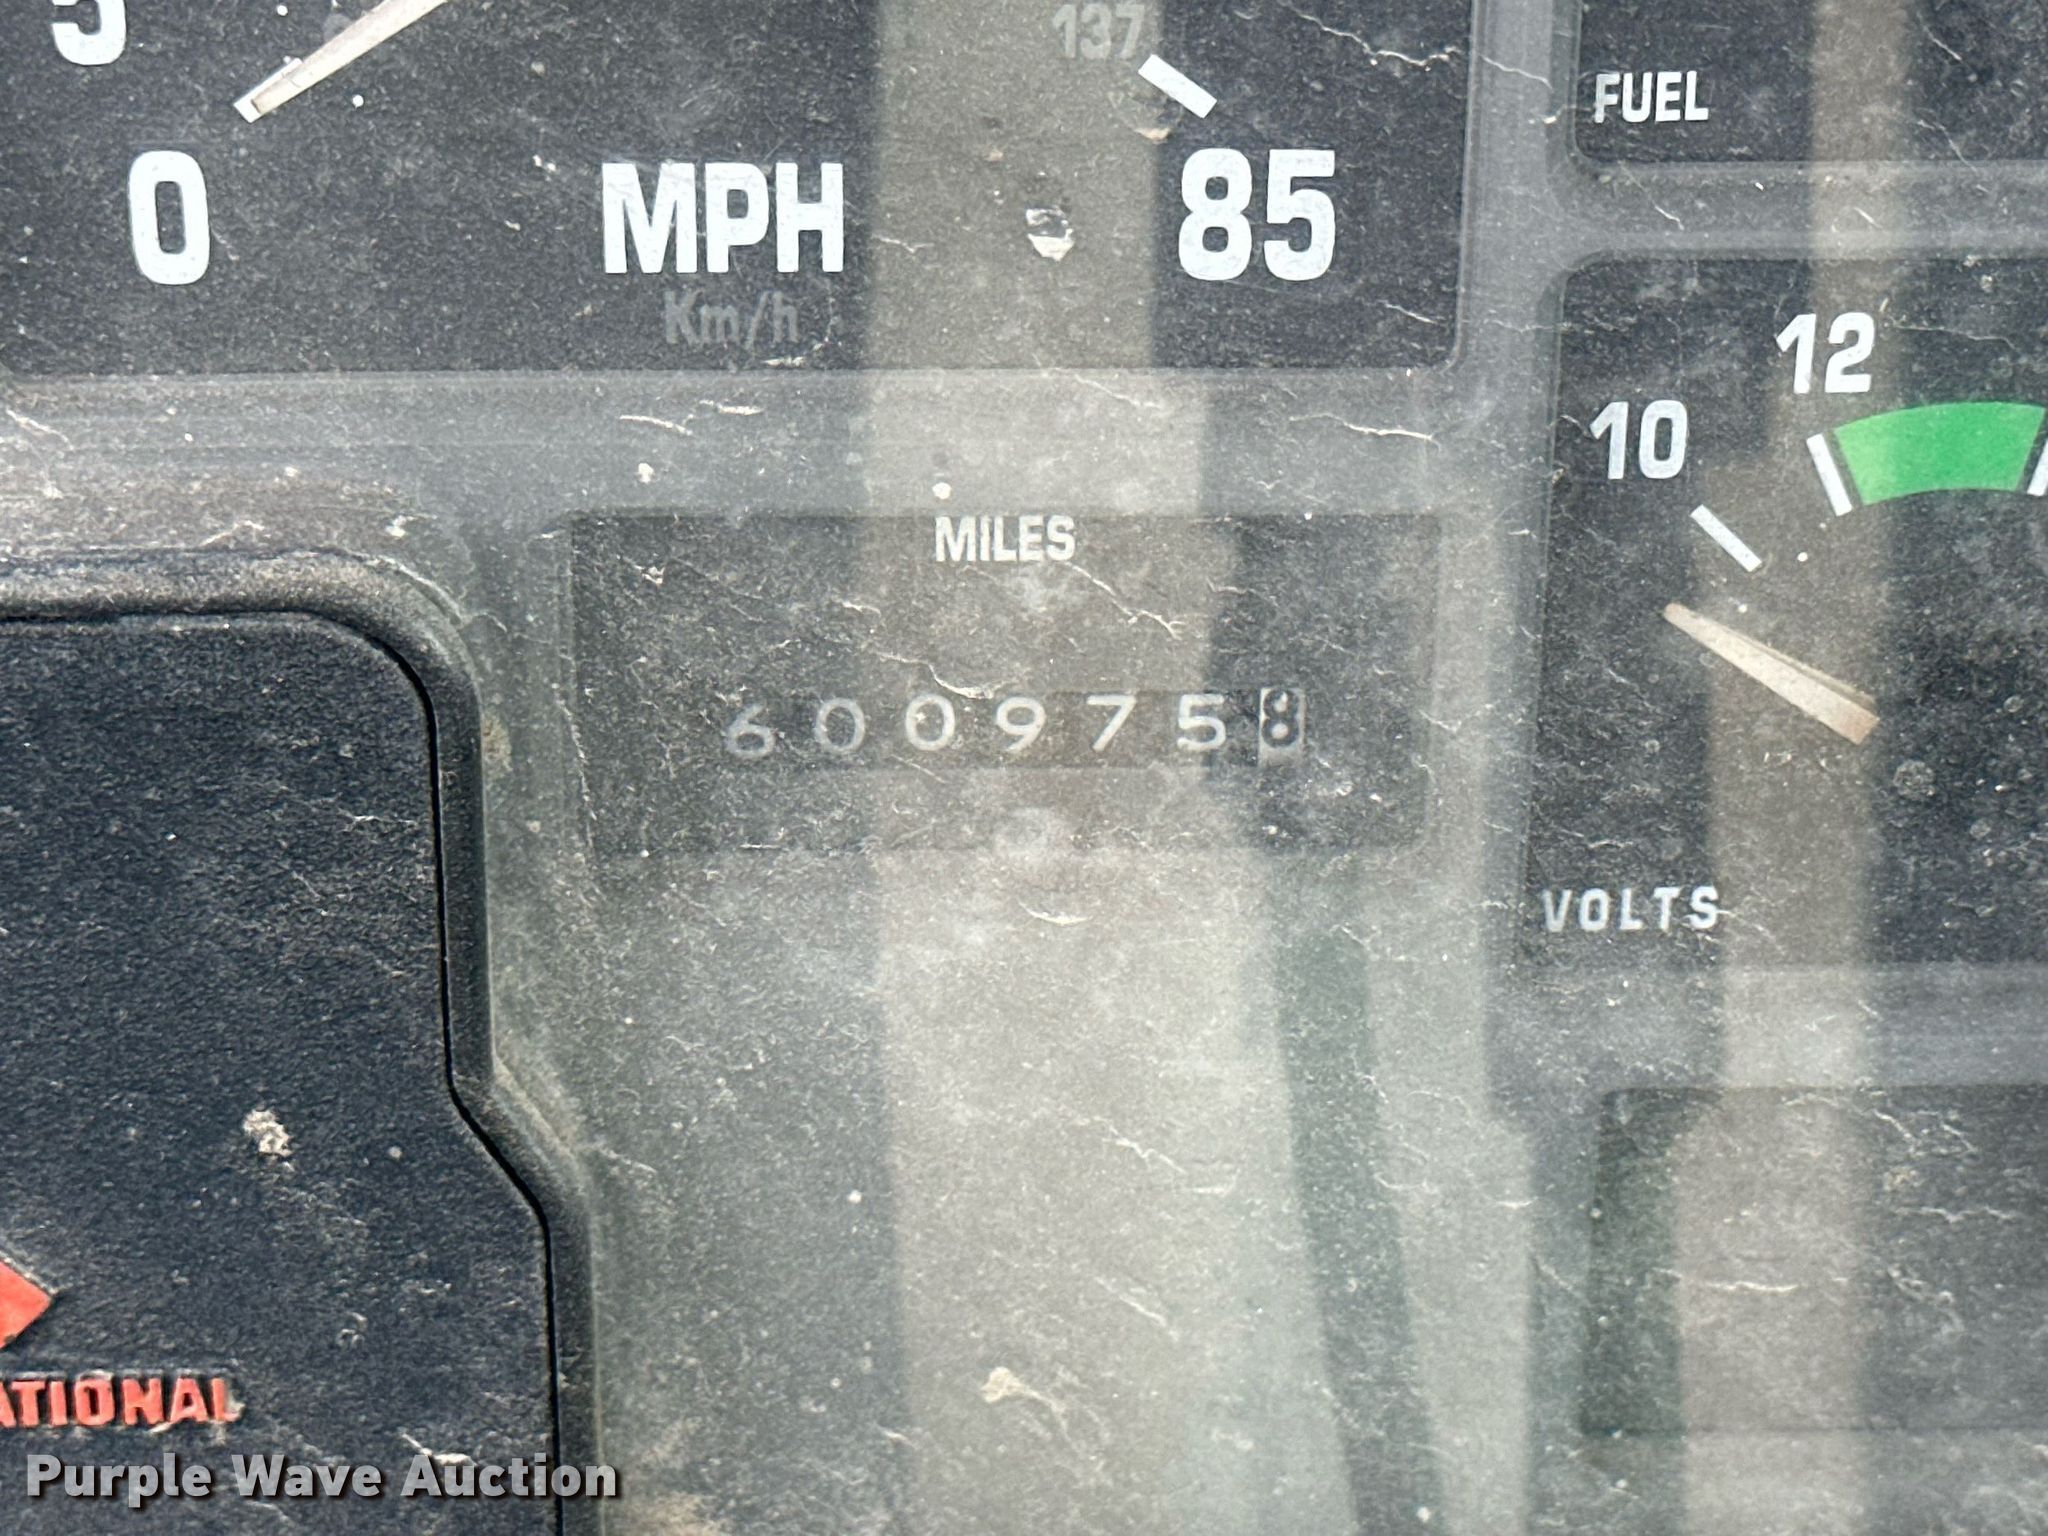 5
137
FUEL
0 MPH 85
Km/h
12
10
MILES
6009758
VOLTS
ATIONAL
Purple Wave Auction